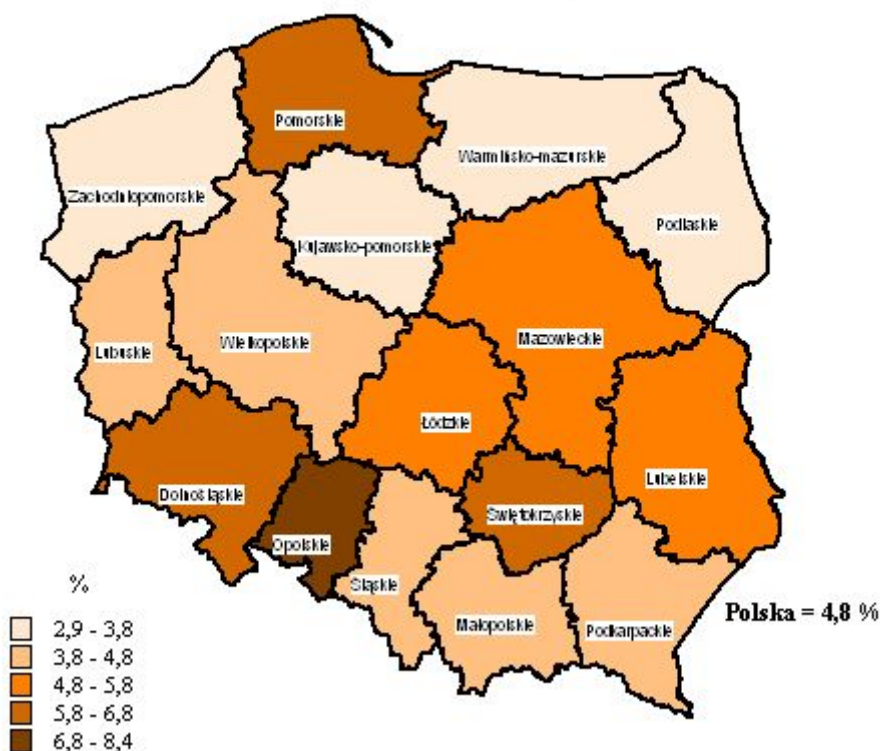 Pomorskie
Warmińsko-mazurskie
Zachodniopomorskie
Podlaskie
Kujawsko-pomorskie
Lubuskie
Wielkopolskie
Mazowieckie
Łódzkie
Dolnośląskie
Lubelskie
Świętokrzyskie
Opolskie
Śląskie
Małopolskie
Podkarpackie
Polska = 4,8 %
%
2,9 - 3,8
3,8 - 4,8
4,8 - 5,8
5,8 - 6,8
6,8 - 8,4